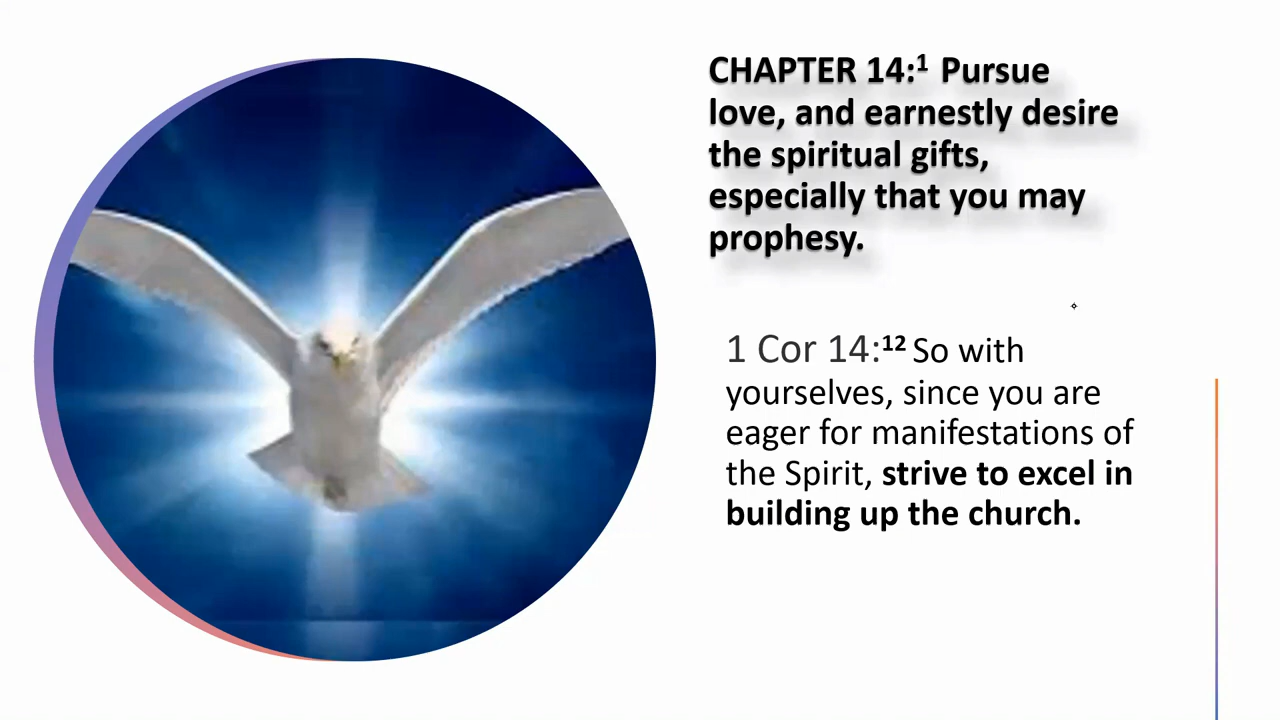 CHAPTER 14:1 Pursue
love, and earnestly desire
the spiritual gifts,
especially that you may
prophesy.
1 Cor 14:12 So with
yourselves, since you are
eager for manifestations of
the Spirit, strive to excel in
building up the church.